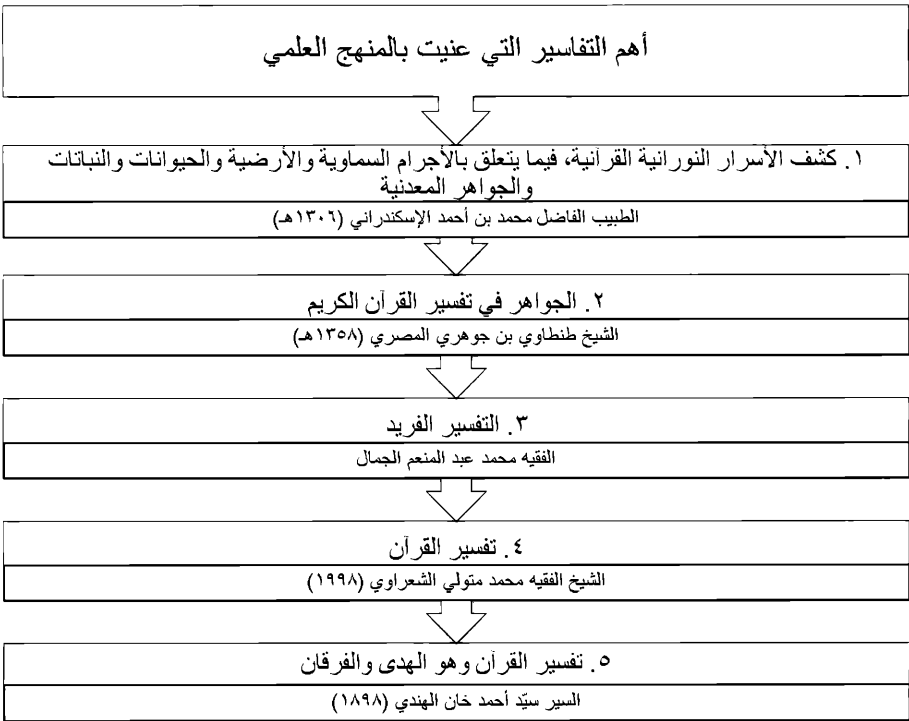 أهم التفاسير التي عنيت بالمنهج العلمي
١. كشف الأسرار النورانية القرآنية، فيما يتعلق بالأجرام السماوية والأرضية والحيوانات والنباتات
والجواهر المعدنية
الطبيب الفاضل محمد بن أحمد الإسكندراني (١٣٠٦هـ)
٢. الجواهر في تفسير القرآن الكريم
الشيخ طنطاوي بن جوهري المصري (١٣٥٨هـ)
٣. التفسير الفريد
الفقيه محمد عبد المنعم الجمال
٤. تفسير القرآن
الشيخ الفقيه محمد متولي الشعراوي (١٩٩٨)
٥. تفسير القرآن وهو الهدى والفرقان
السير سيّد أحمد خان الهندي (١٨٩٨)